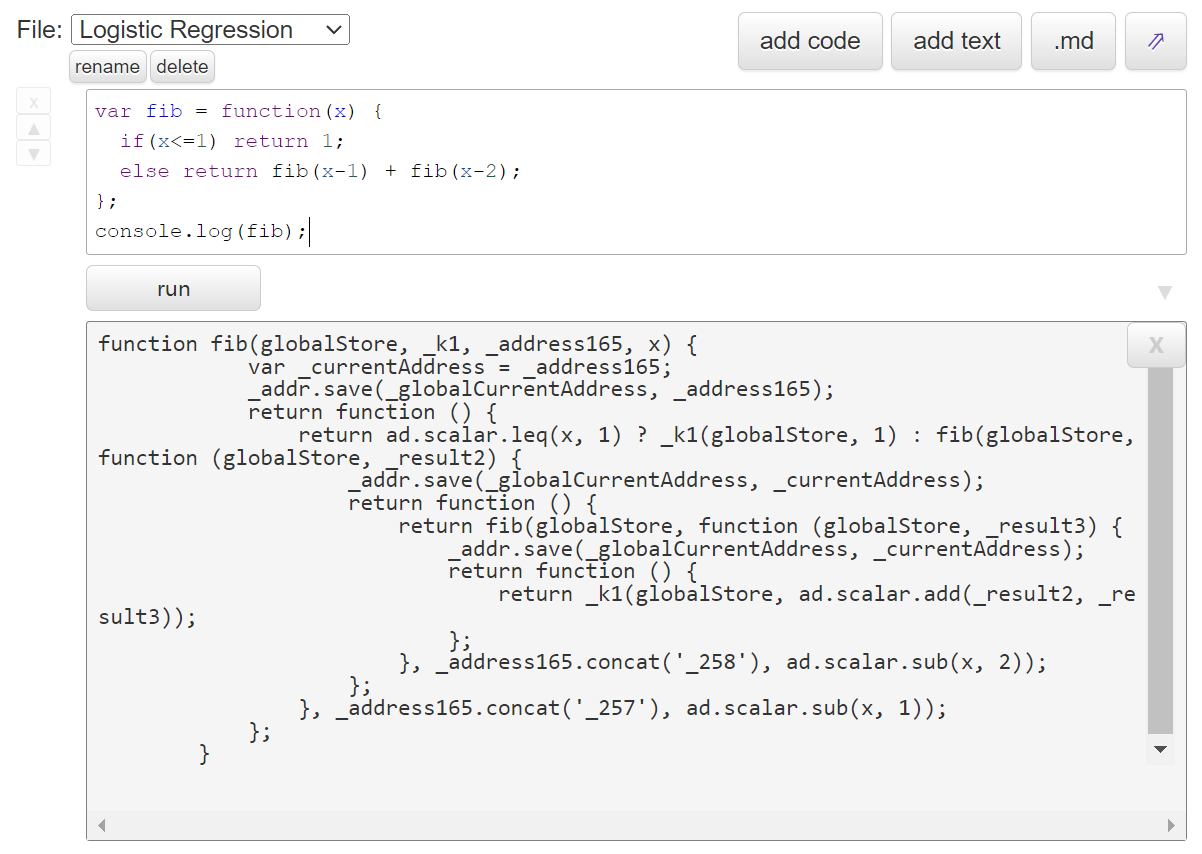 File: Logistic Regression
add code add text .md
rename delete
x
var fib = function(x) {
  if(x<=1) return 1;
  else return fib(x-1) + fib(x-2);
};
console.log(fib);
run
X
function fib(globalStore, _k1, _address165, x) {
            var _currentAddress = _address165;
            _addr.save(_globalCurrentAddress, _address165);
            return function () {
                return ad.scalar.leq(x, 1) ? _k1(globalStore, 1) : fib(globalStore,
function (globalStore, _result2) {
                    _addr.save(_globalCurrentAddress, _currentAddress);
                    return function () {
                        return fib(globalStore, function (globalStore, _result3) {
                            _addr.save(_globalCurrentAddress, _currentAddress);
                            return function () {
                                return _k1(globalStore, ad.scalar.add(_result2, _re
sult3));
                            };
                        }, _address165.concat('_258'), ad.scalar.sub(x, 2));
                    };
                }, _address165.concat('_257'), ad.scalar.sub(x, 1));
            };
        }